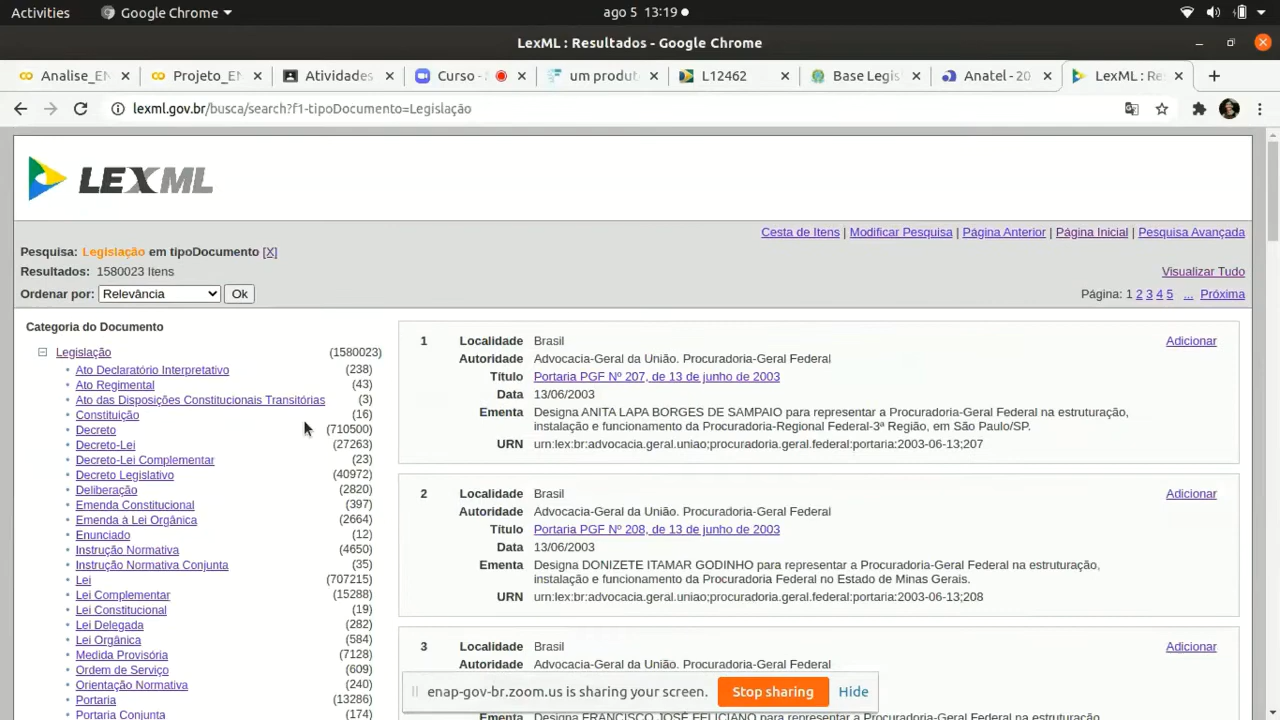 Activities Google Chrome ago 5 13:19
LexML : Resultados - Google Chrome
Analise_EN Projeto_EN Atividades Curso - um produt L12462 Base Legis Anatel - 20 LexML : Re
lexml.gov.br/busca/search?f1-tipoDocumento=Legislação
LEXML
Cesta de Itens | Modificar Pesquisa | Página Anterior | Página Inicial | Pesquisa Avançada
Pesquisa: Legislação em tipoDocumento [X]
Resultados: 1580023 Itens Visualizar Tudo
Ordenar por: Relevância Ok Página: 1 2 3 4 5 ... Próxima
Categoria do Documento
Legislação (1580023)
Ato Declaratório Interpretativo (238)
Ato Regimental (43)
Ato das Disposições Constitucionais Transitórias (3)
Constituição (16)
Decreto (710500)
Decreto-Lei (27263)
Decreto-Lei Complementar (23)
Decreto Legislativo (40972)
Deliberação (2820)
Emenda Constitucional (397)
Emenda à Lei Orgânica (2664)
Enunciado (12)
Instrução Normativa (4650)
Instrução Normativa Conjunta (35)
Lei (707215)
Lei Complementar (15288)
Lei Constitucional (19)
Lei Delegada (282)
Lei Orgânica (584)
Medida Provisória (7128)
Ordem de Serviço (609)
Orientação Normativa (240)
Portaria (13286)
Portaria Conjunta (174)
1 Localidade Brasil Adicionar
Autoridade Advocacia-Geral da União. Procuradoria-Geral Federal
Título Portaria PGF Nº 207, de 13 de junho de 2003
Data 13/06/2003
Ementa Designa ANITA LAPA BORGES DE SAMPAIO para representar a Procuradoria-Geral Federal na estruturação,
instalação e funcionamento da Procuradoria-Regional Federal-3ª Região, em São Paulo/SP.
URN urn:lex:br:advocacia.geral.uniao;procuradoria.geral.federal:portaria:2003-06-13;207
2 Localidade Brasil Adicionar
Autoridade Advocacia-Geral da União. Procuradoria-Geral Federal
Título Portaria PGF Nº 208, de 13 de junho de 2003
Data 13/06/2003
Ementa Designa DONIZETE ITAMAR GODINHO para representar a Procuradoria-Geral Federal na estruturação,
instalação e funcionamento da Procuradoria Federal no Estado de Minas Gerais.
URN urn:lex:br:advocacia.geral.uniao;procuradoria.geral.federal:portaria:2003-06-13;208
3 Localidade Brasil Adicionar
Autoridade Advocacia-Geral da União. Procuradoria-Geral Federal
enap-gov-br.zoom.us is sharing your screen. Stop sharing Hide
Ementa Designa FRANCISCO JOSÉ FELICIANO para representar a Procuradoria-Geral Federal na estruturação,